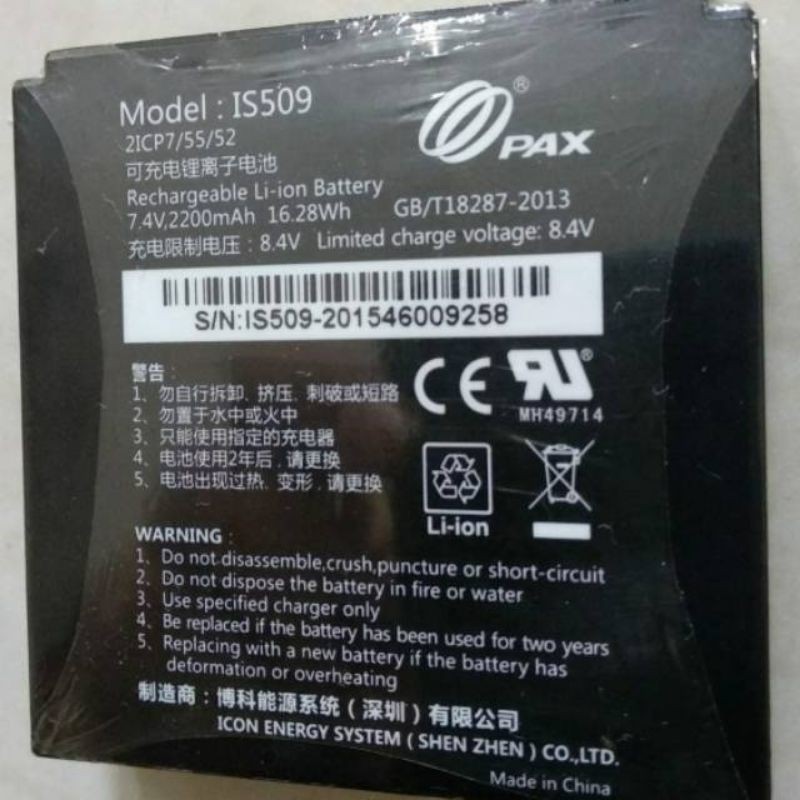 Model : IS509
2ICP7/55/52
可充电锂离子电池
Rechargeable Li-ion Battery
7.4V,2200mAh 16.28Wh GB/T18287-2013
充电限制电压：8.4V Limited charge voltage: 8.4V
® PAX
S/N:IS509-201546009258
警告：
1、勿自行拆卸、挤压、刺破或短路
2、勿置于水中或火中
3、只能使用指定的充电器
4、电池使用2年后，请更换
5、电池出现过热、变形，请更换
CE RU®
MH49714
Li-ion
WARNING :
1、Do not disassemble,crush,puncture or short-circuit
2、Do not dispose the battery in fire or water
3、Use specified charger only
4、Be replaced if the battery has been used for two years
5、Replacing with a new battery if the battery has
deformation or overheating
制造商：博科能源系统（深圳）有限公司
ICON ENERGY SYSTEM ( SHEN ZHEN ) CO.,LTD.
Made in China